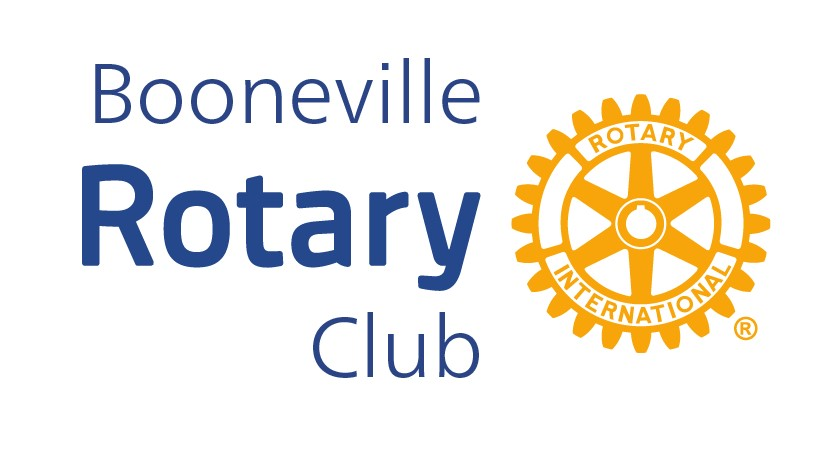 Booneville
Rotary
Club
ROTARY
INTERNATIONAL
®